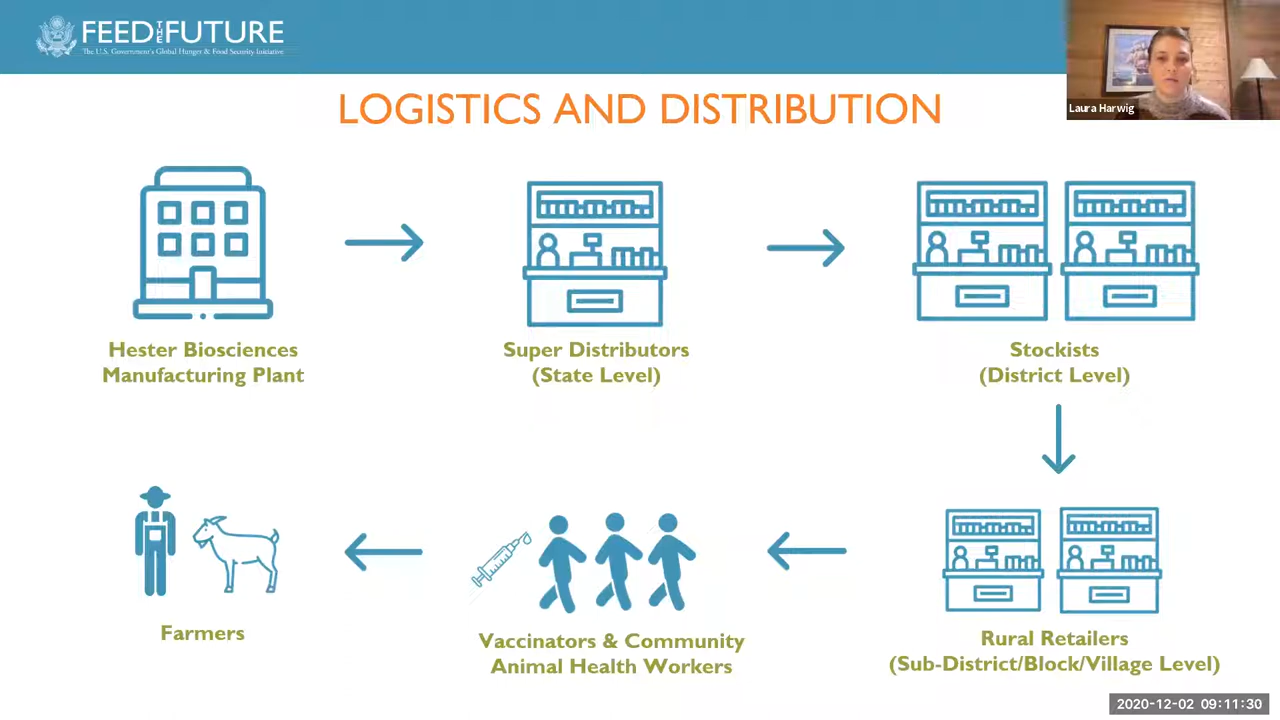 FEED THE FUTURE
The U.S. Government's Global Hunger & Food Security Initiative
Laura Harwig
LOGISTICS AND DISTRIBUTION
Hester Biosciences
Manufacturing Plant
Super Distributors
(State Level)
Stockists
(District Level)
Farmers
Vaccinators & Community
Animal Health Workers
Rural Retailers
(Sub-District/Block/Village Level)
2020-12-02 09:11:30